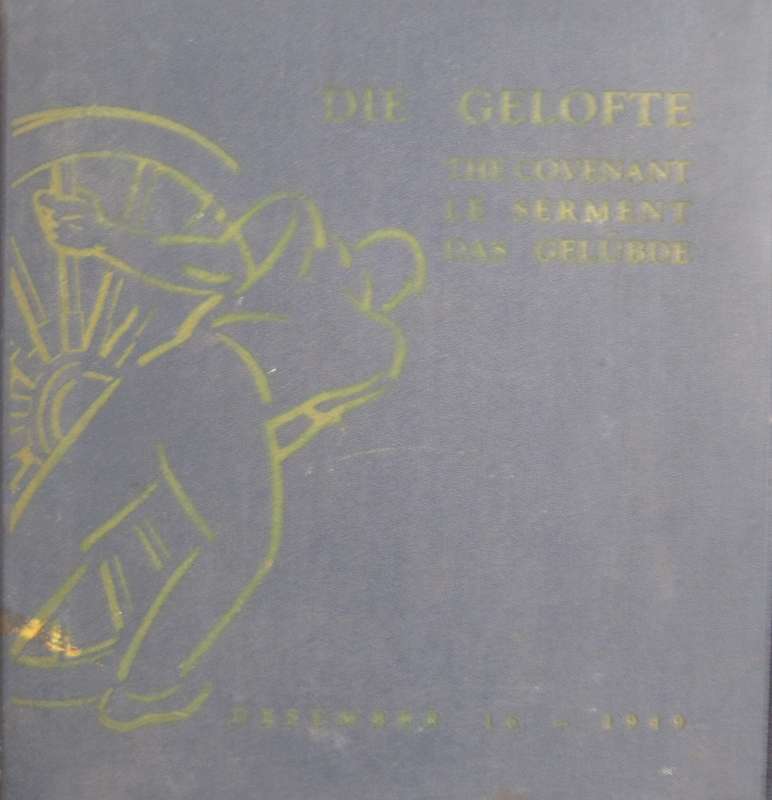 DIE GELOFTE
THE COVENANT
LE SERMENT
DAS GELÜBDE
DESEMBER 16 – 1949